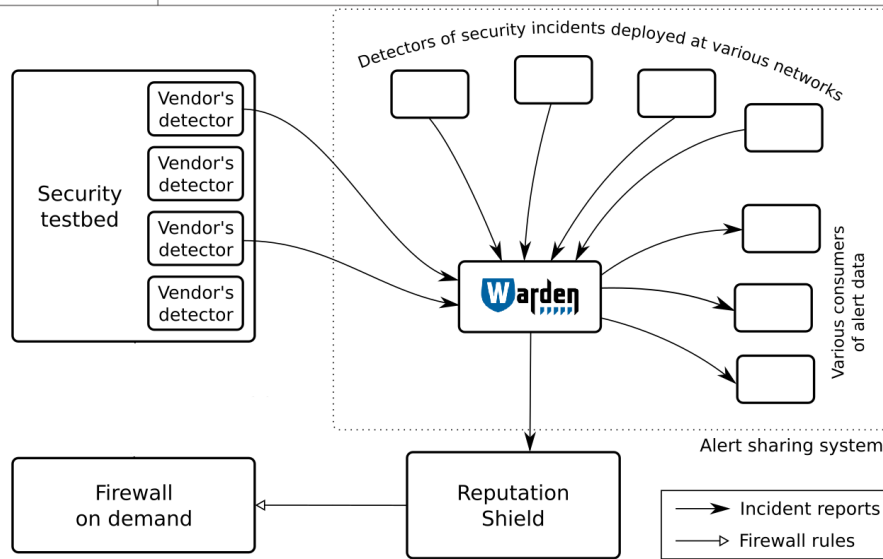 Detectors of security incidents deployed at various networks
Vendor's
detector
Vendor's
detector
Vendor's
detector
Vendor's
detector
Security
testbed
Warden
Various consumers
of alert data
Alert sharing system
Firewall
on demand
Reputation
Shield
Incident reports
Firewall rules